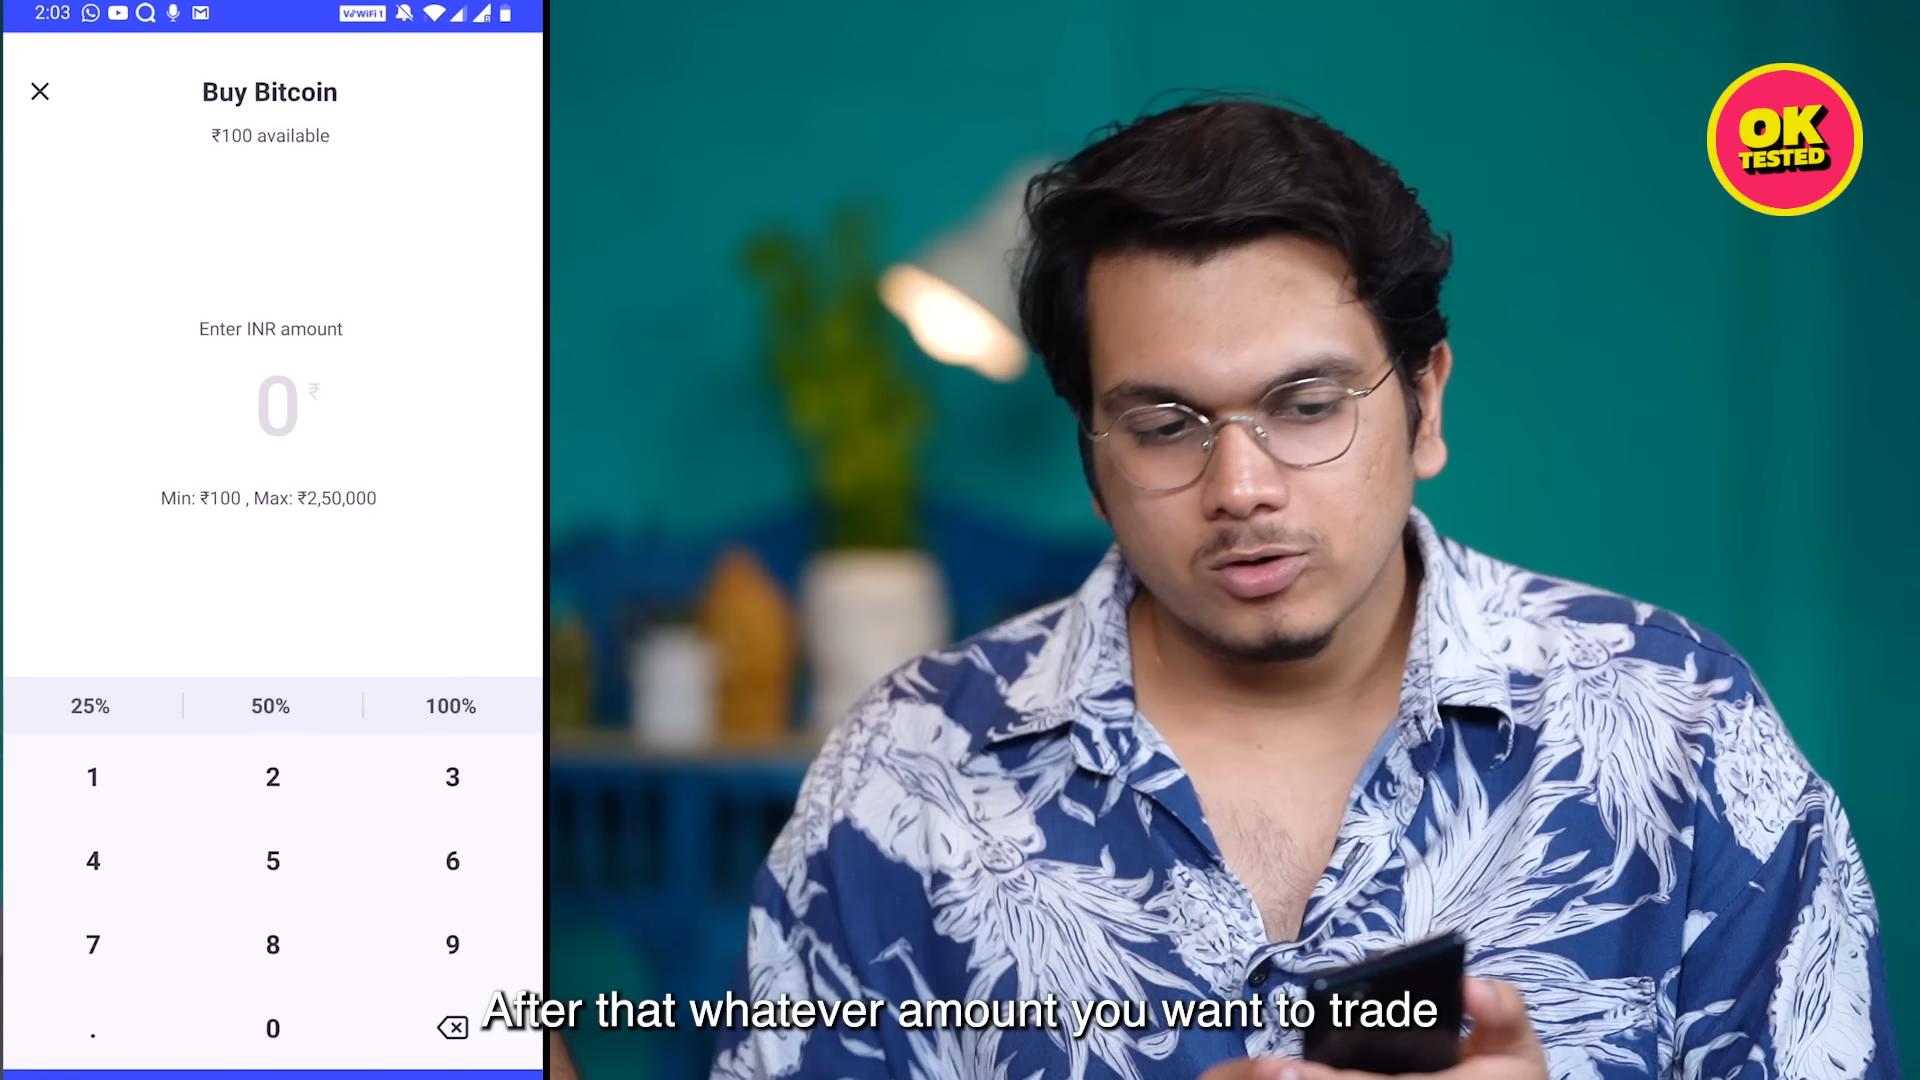 2:03
VoWiFi 1
Buy Bitcoin
₹100 available
Enter INR amount
0 ₹
Min: ₹100 , Max: ₹2,50,000
25% 50% 100%
1 2 3
4 5 6
7 8 9
. 0
After that whatever amount you want to trade
OK
TESTED